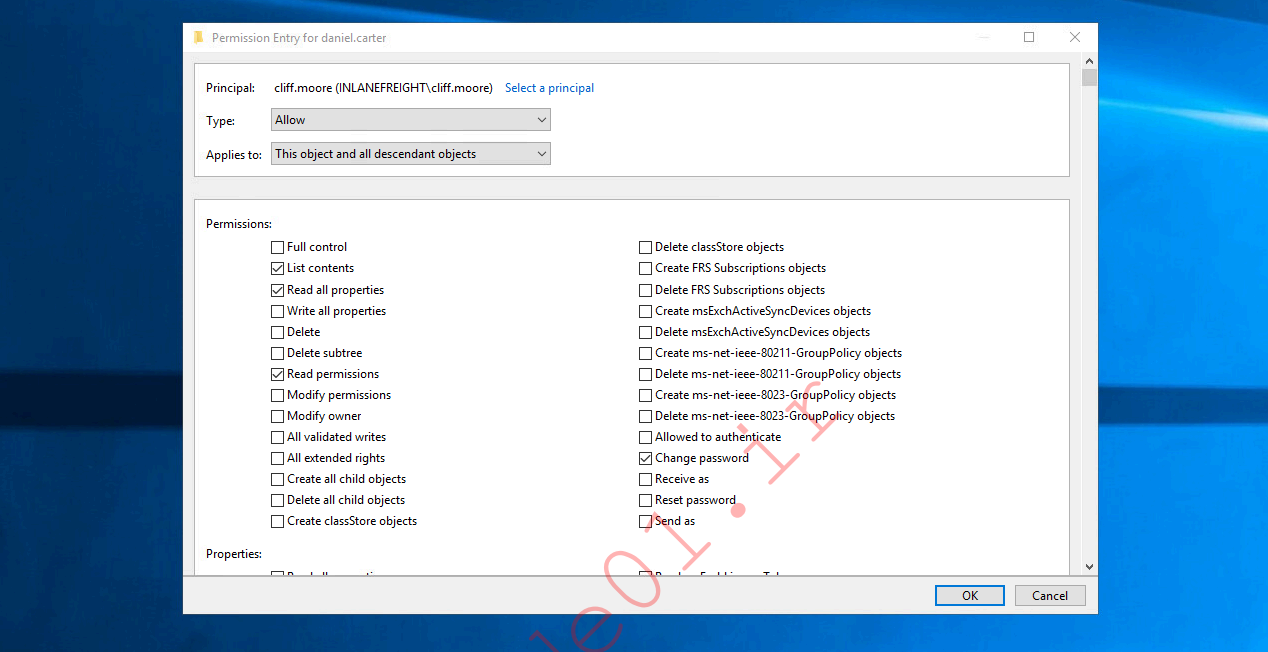 Permission Entry for daniel.carter
Principal: cliff.moore (INLANEFREIGHT\cliff.moore) Select a principal
Type: Allow
Applies to: This object and all descendant objects
Permissions:
Full control
List contents
Read all properties
Write all properties
Delete
Delete subtree
Read permissions
Modify permissions
Modify owner
All validated writes
All extended rights
Create all child objects
Delete all child objects
Create classStore objects
Delete classStore objects
Create FRS Subscriptions objects
Delete FRS Subscriptions objects
Create msExchActiveSyncDevices objects
Delete msExchActiveSyncDevices objects
Create ms-net-ieee-80211-GroupPolicy objects
Delete ms-net-ieee-80211-GroupPolicy objects
Create ms-net-ieee-8023-GroupPolicy objects
Delete ms-net-ieee-8023-GroupPolicy objects
Allowed to authenticate
Change password
Receive as
Reset password
Send as
Properties:
OK Cancel